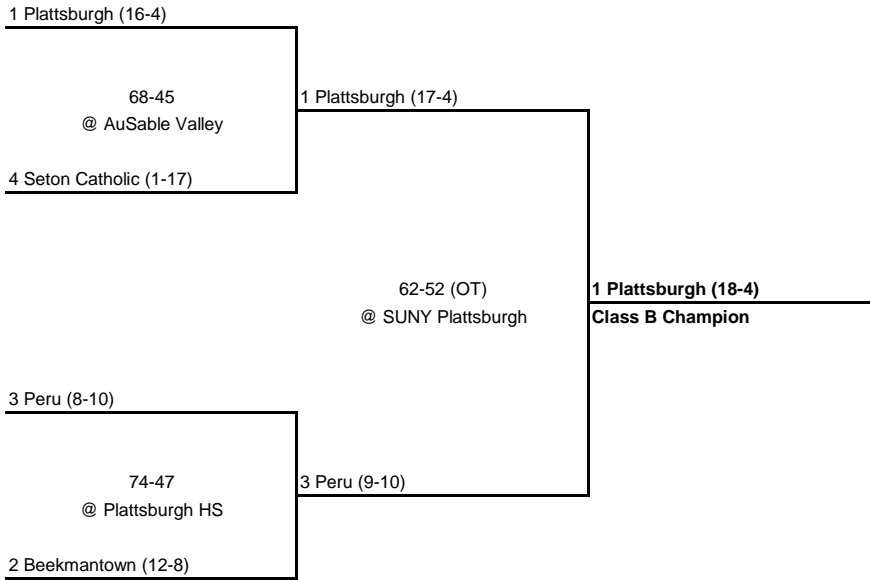 1 Plattsburgh (16-4)
68-45
@ AuSable Valley
1 Plattsburgh (17-4)
4 Seton Catholic (1-17)
62-52 (OT)
@ SUNY Plattsburgh
1 Plattsburgh (18-4)
Class B Champion
3 Peru (8-10)
74-47
@ Plattsburgh HS
3 Peru (9-10)
2 Beekmantown (12-8)